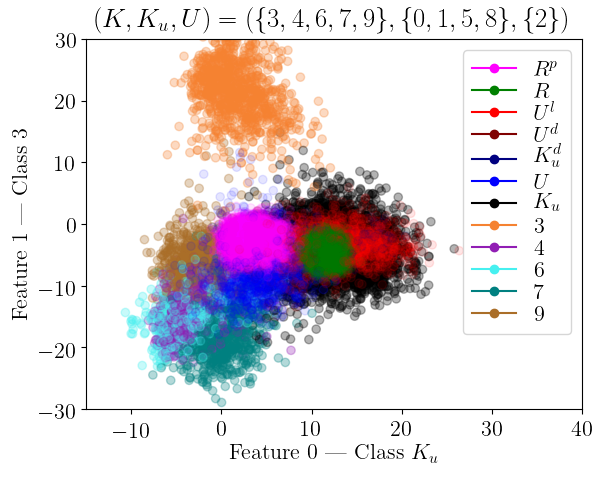 (K, K_u, U) = ({3, 4, 6, 7, 9}, {0, 1, 5, 8}, {2})
30
20
10
0
−10
−20
−30
Feature 1 — Class 3
−10
0
10
20
30
40
Feature 0 — Class K_u
R^p
R
U^l
U^d
K_u^d
U
K_u
3
4
6
7
9